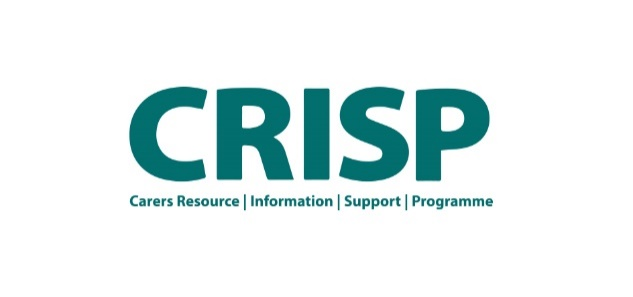 CRISP
Carers Resource | Information | Support | Programme